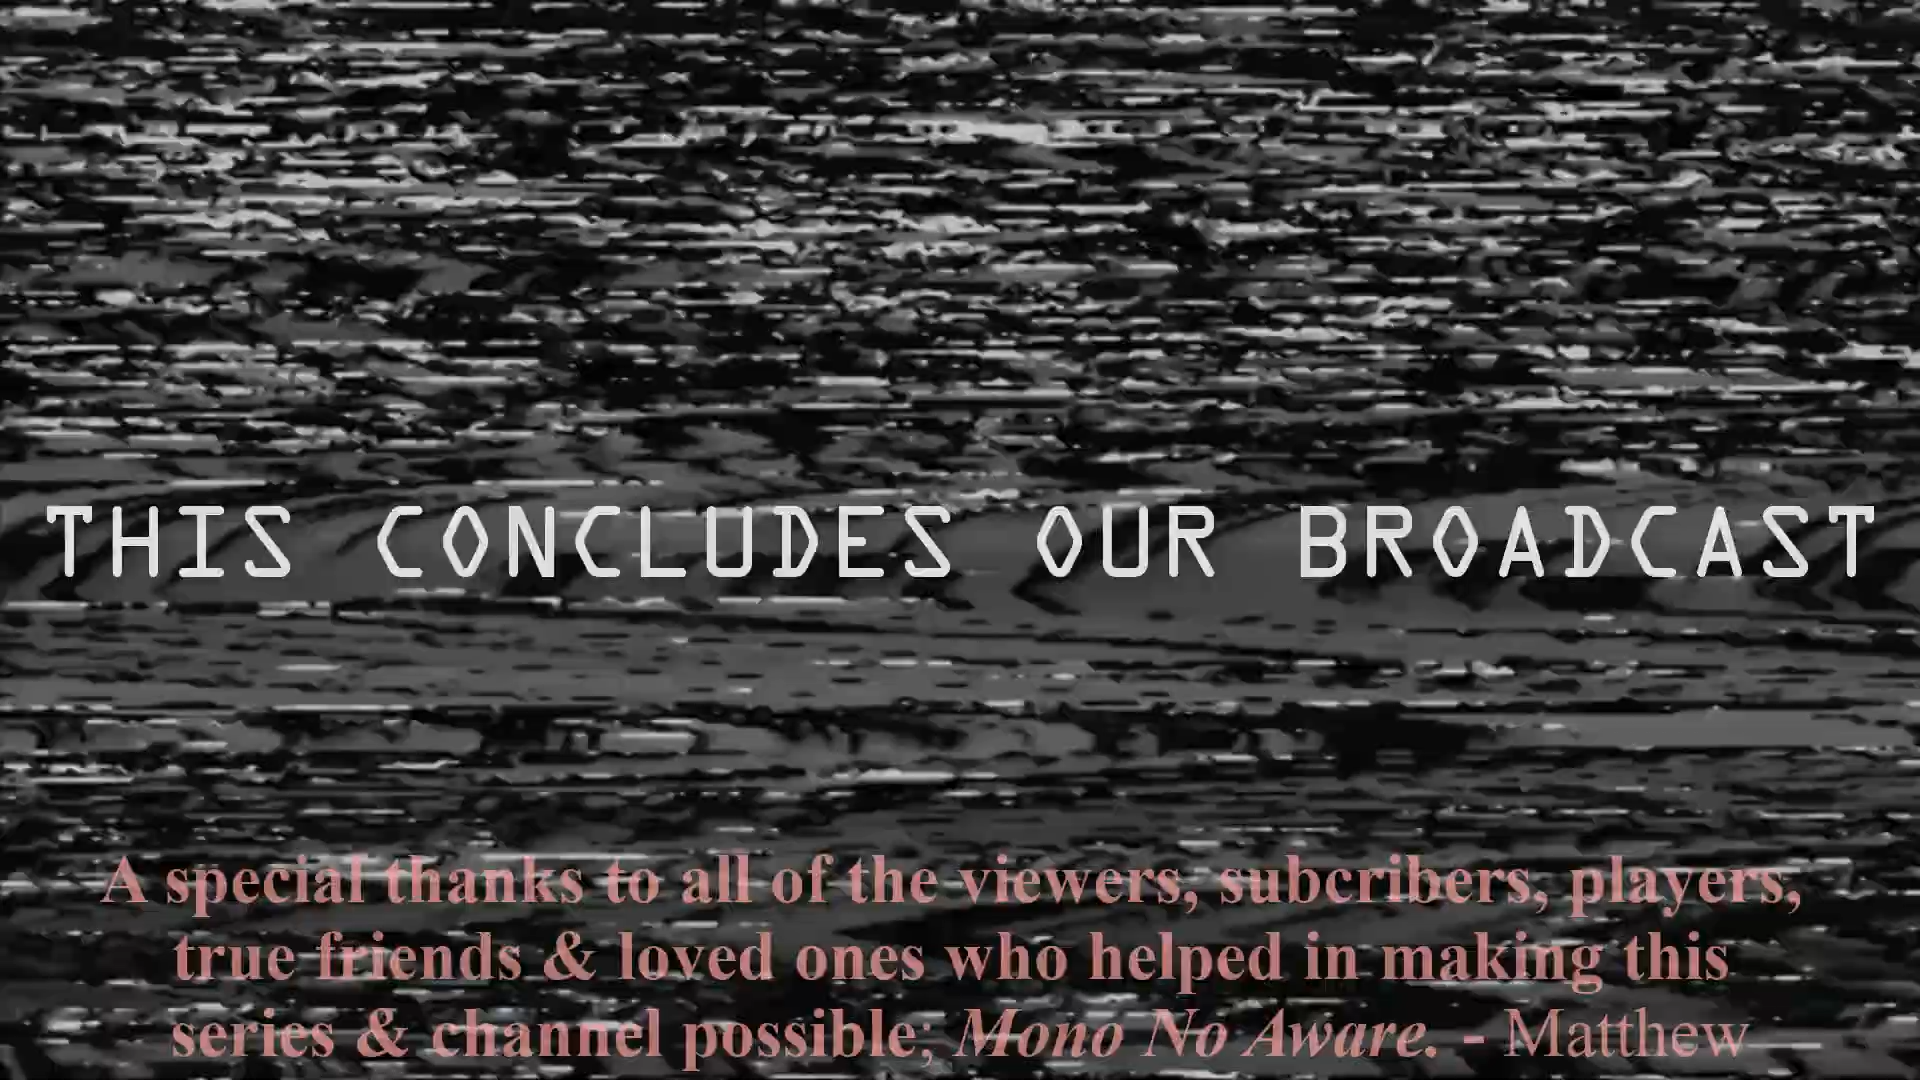 THIS CONCLUDES OUR BROADCAST
A special thanks to all of the viewers, subcribers, players,
true friends & loved ones who helped in making this
series & channel possible; Mono No Aware. - Matthew